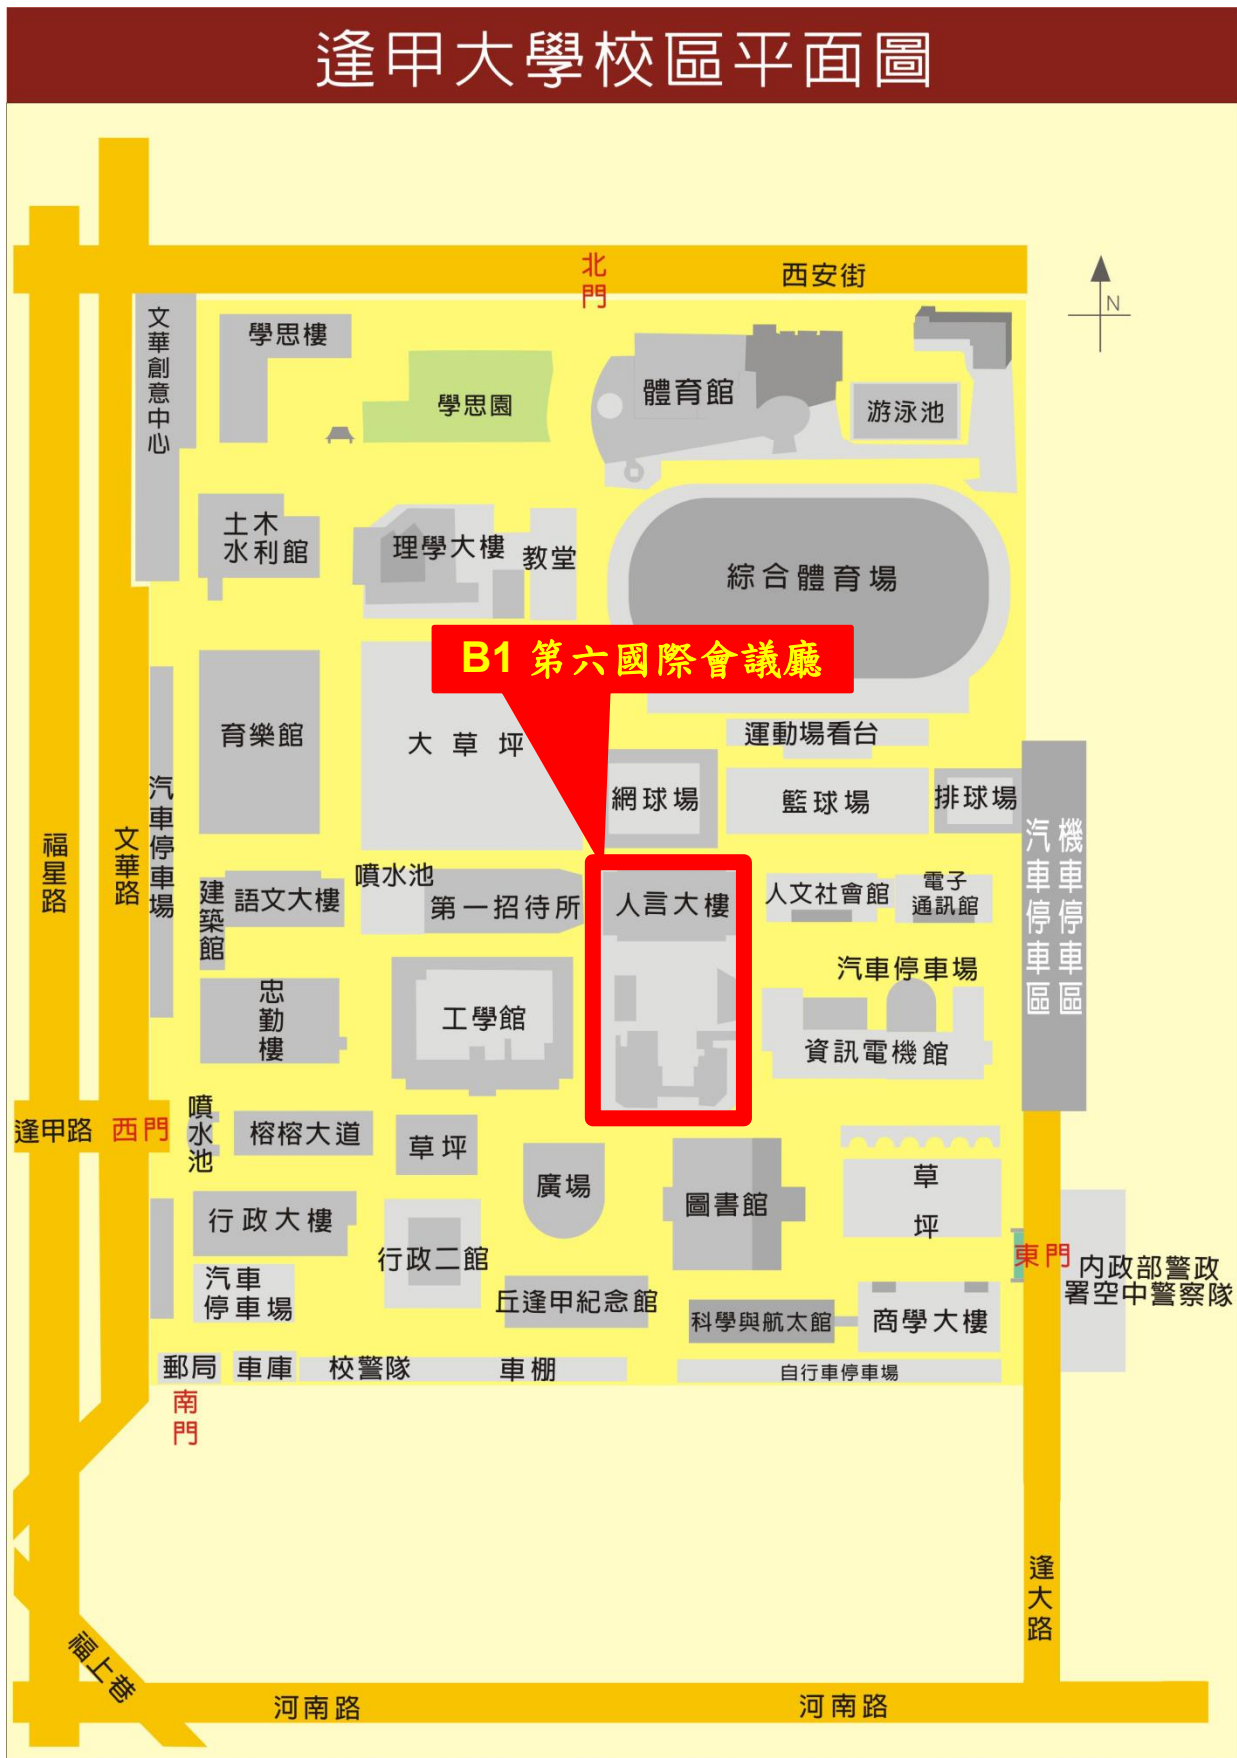 逢甲大學校區平面圖
北門
西安街
N
文華創意中心
學思樓
學思園
體育館
游泳池
土木
水利館
理學大樓
教堂
綜合體育場
B1 第六國際會議廳
育樂館
大草坪
運動場看台
網球場
籃球場
排球場
汽車停車場
福星路
文華路
機車停車區
汽車停車區
建築館
語文大樓
噴水池
第一招待所
人言大樓
人文社會館
電子
通訊館
汽車停車場
忠勤樓
工學館
資訊電機館
逢甲路
西門
噴水池
榕榕大道
草坪
廣場
圖書館
草坪
行政大樓
行政二館
東門
內政部警政
署空中警察隊
汽車
停車場
丘逢甲紀念館
科學與航太館
商學大樓
郵局
車庫
校警隊
車棚
自行車停車場
南門
逢大路
福上巷
河南路
河南路